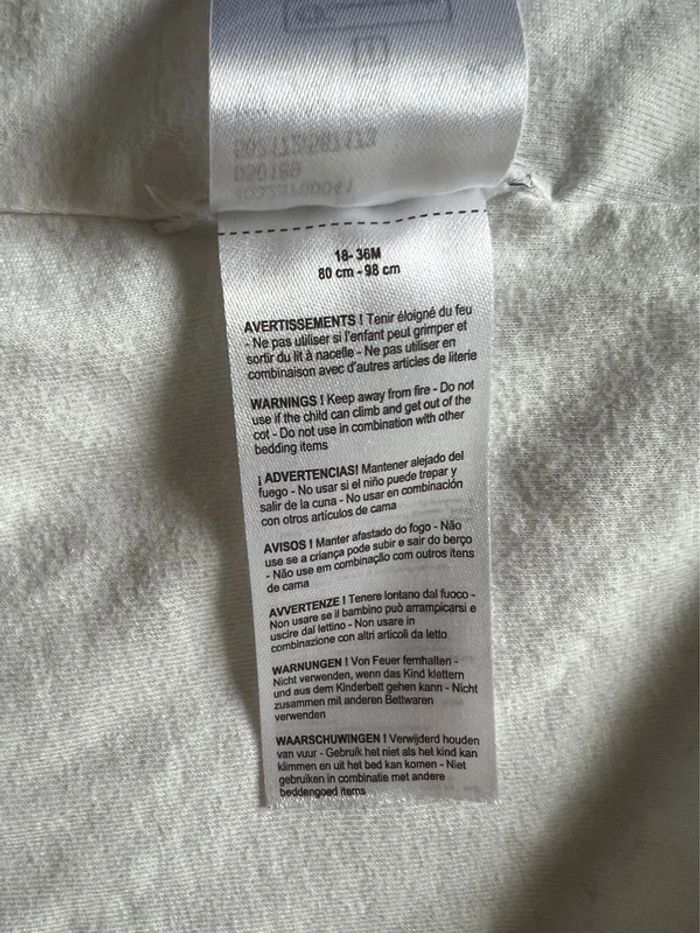 020188
18-36M
80 cm - 98 cm
AVERTISSEMENTS ! Tenir éloigné du feu
- Ne pas utiliser si l'enfant peut grimper et
sortir du lit à nacelle - Ne pas utiliser en
combinaison avec d'autres articles de literie
WARNINGS ! Keep away from fire - Do not
use if the child can climb and get out of the
cot - Do not use in combination with other
bedding items
¡ ADVERTENCIAS! Mantener alejado del
fuego - No usar si el niño puede trepar y
salir de la cuna - No usar en combinación
con otros artículos de cama
AVISOS ! Manter afastado do fogo - Não
use se a criança pode subir e sair do berço
- Não use em combinação com outros itens
de cama
AVVERTENZE ! Tenere lontano dal fuoco -
Non usare se il bambino può arrampicarsi e
uscire dal lettino - Non usare in
combinazione con altri articoli da letto
WARNUNGEN ! Von Feuer fernhalten -
Nicht verwenden, wenn das Kind klettern
und aus dem Kinderbett gehen kann - Nicht
zusammen mit anderen Bettwaren
verwenden
WAARSCHUWINGEN ! Verwijderd houden
van vuur - Gebruik het niet als het kind kan
klimmen en uit het bed kan komen - Niet
gebruiken in combinatie met andere
beddengoed items